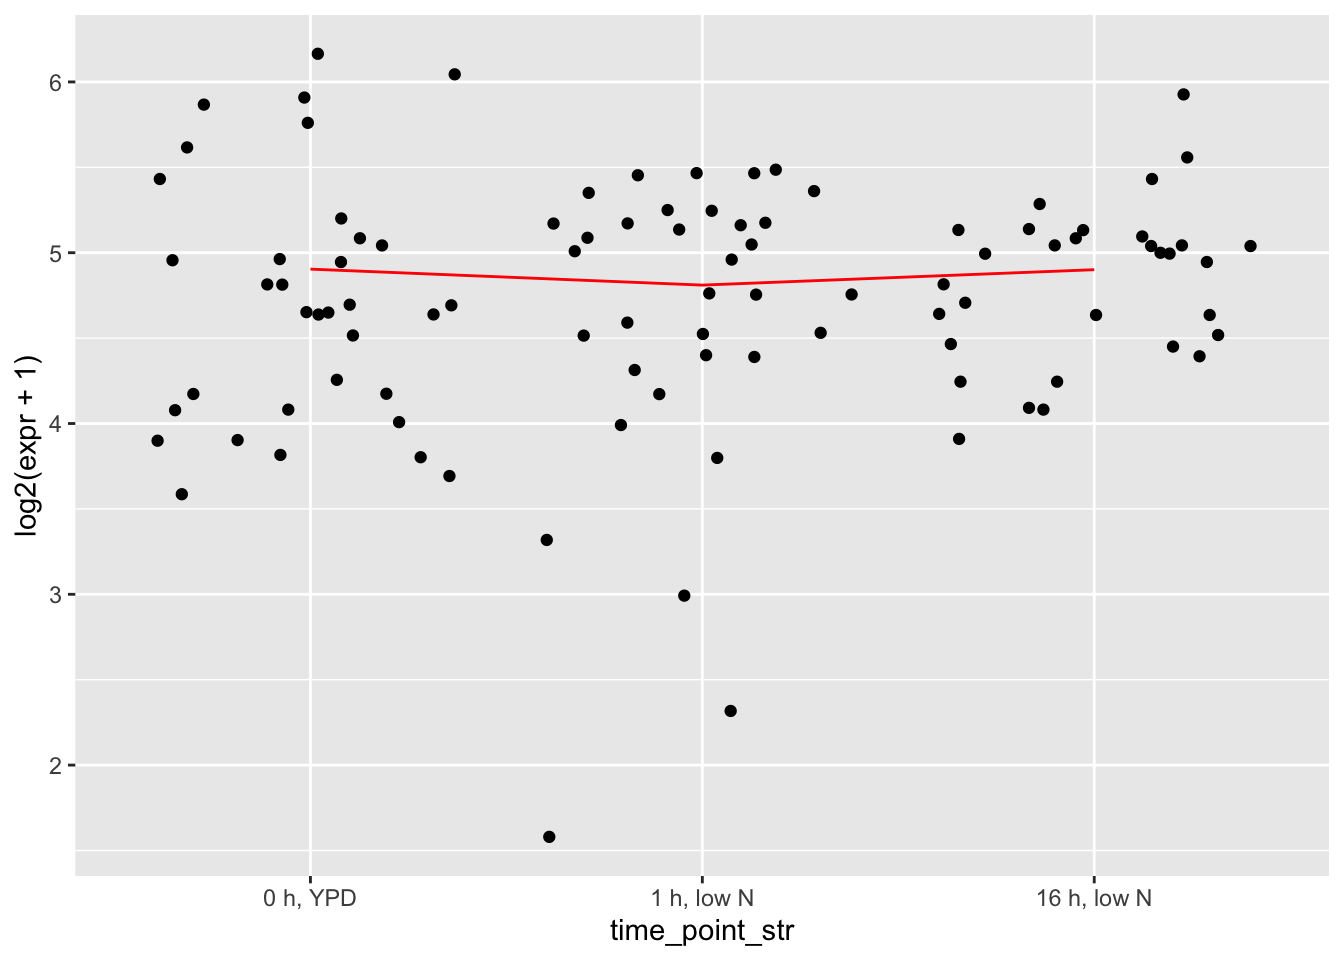 log2(expr + 1)
6
5
4
3
2
0 h, YPD
1 h, low N
16 h, low N
time_point_str